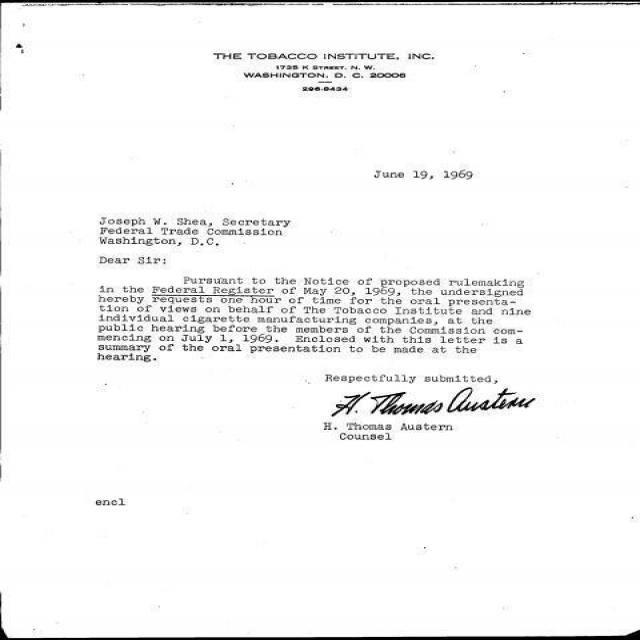 THE TOBACCO INSTITUTE, INC.
1735 K STREET, N. W.
WASHINGTON, D. C. 20006
296-8434
June 19, 1969
Joseph W. Shea, Secretary
Federal Trade Commission
Washington, D.C.
Dear Sir:
Pursuant to the Notice of proposed rulemaking
in the Federal Register of May 20, 1969, the undersigned
hereby requests one hour of time for the oral presenta-
tion of views on behalf of The Tobacco Institute and nine
individual cigarette manufacturing companies, at the
public hearing before the members of the Commission com-
mencing on July 1, 1969. Enclosed with this letter is a
summary of the oral presentation to be made at the
hearing.
Respectfully submitted,
H. Thomas Austern
H. Thomas Austern
Counsel
encl